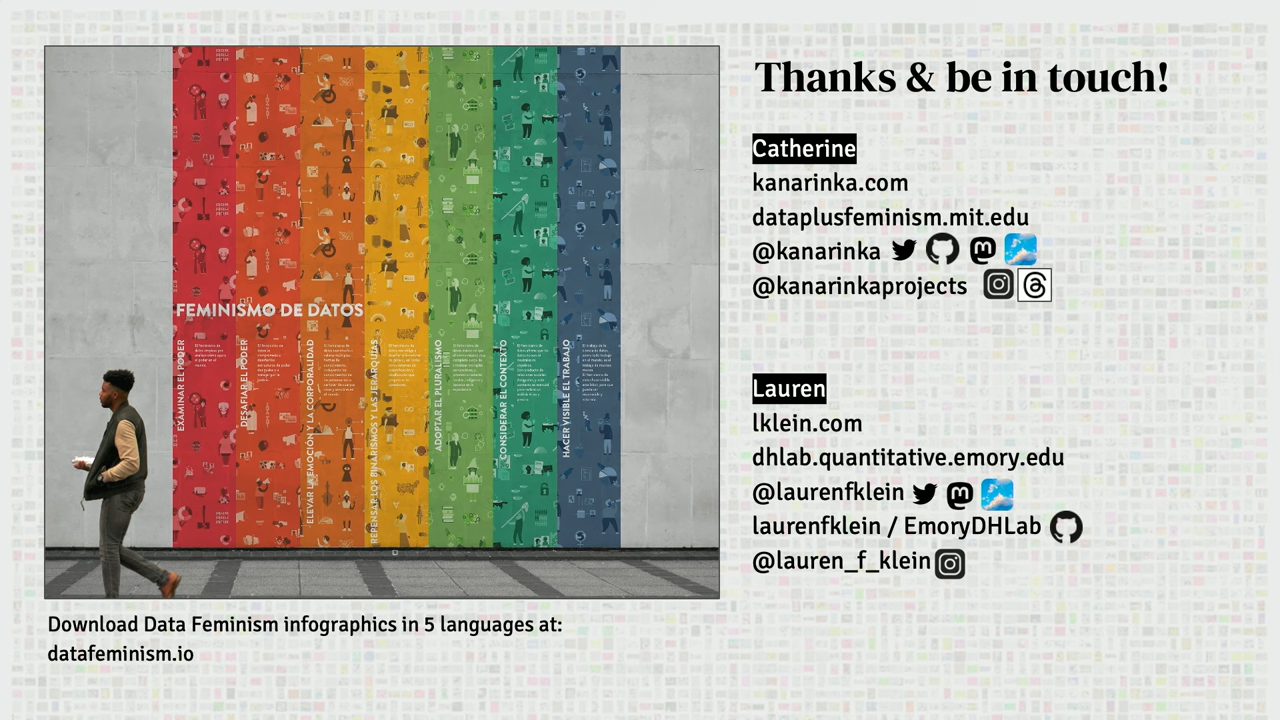 Thanks & be in touch!
Catherine
kanarinka.com
dataplusfeminism.mit.edu
@kanarinka
@kanarinkaprojects
Lauren
lklein.com
dhlab.quantitative.emory.edu
@laurenfklein
laurenfklein / EmoryDHLab
@lauren_f_klein
FEMINISMO DE DATOS
EXAMINAR EL PODER
DESAFIAR EL PODER
ELEVAR LA EMOCIÓN Y LA CORPORALIDAD
REPENSAR LOS BINARISMOS Y LAS JERARQUÍAS
ADOPTAR EL PLURALISMO
CONSIDERAR EL CONTEXTO
HACER VISIBLE EL TRABAJO
Download Data Feminism infographics in 5 languages at:
datafeminism.io